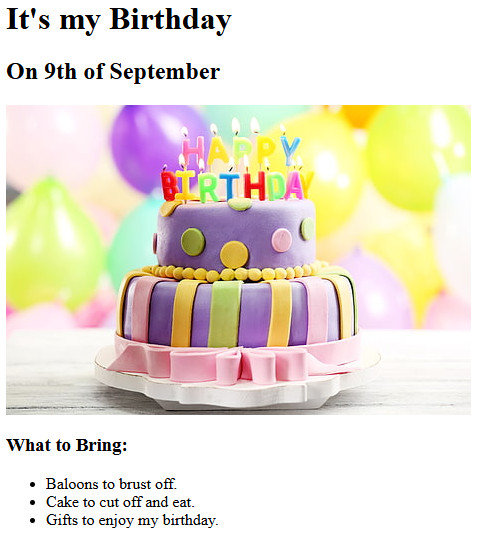 It's my Birthday
On 9th of September
HAPPY
BIRTHDAY
What to Bring:
Baloons to brust off.
Cake to cut off and eat.
Gifts to enjoy my birthday.